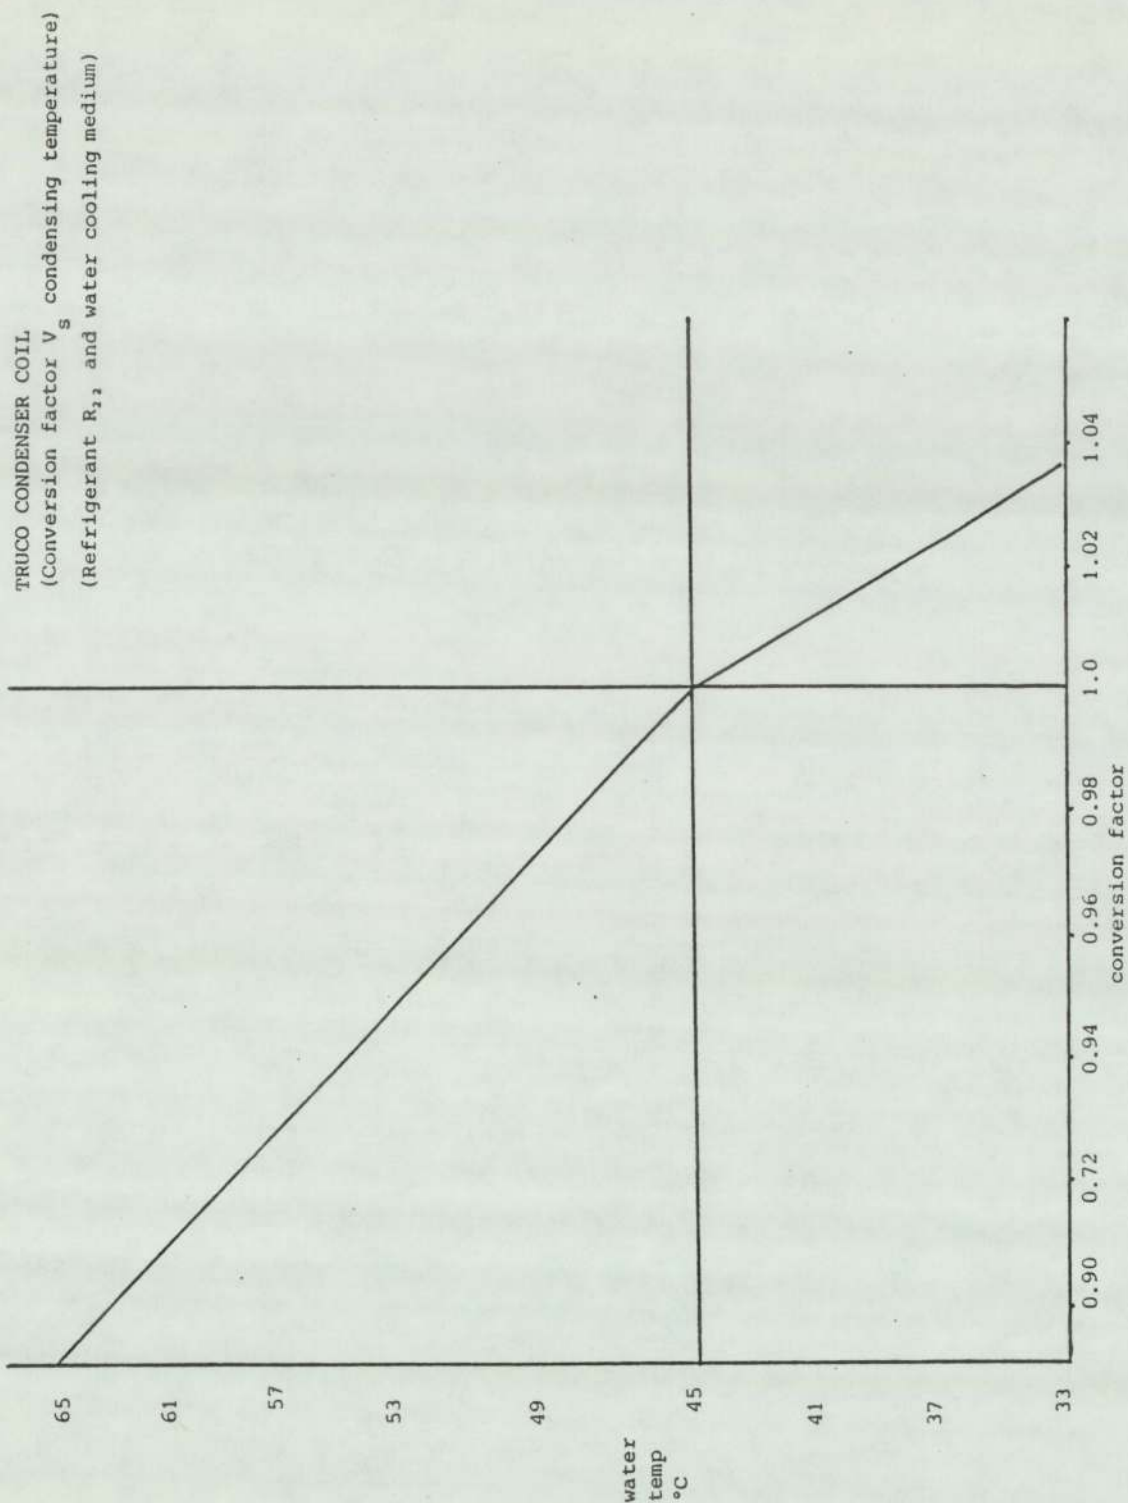 TRUCO CONDENSER COIL
(Conversion factor V_S condensing temperature)
(Refrigerant R₂₂ and water cooling medium)
65
61
57
53
49
45
41
37
33
water
temp
°C
0.90
0.72
0.94
0.96
0.98
1.0
1.02
1.04
conversion factor